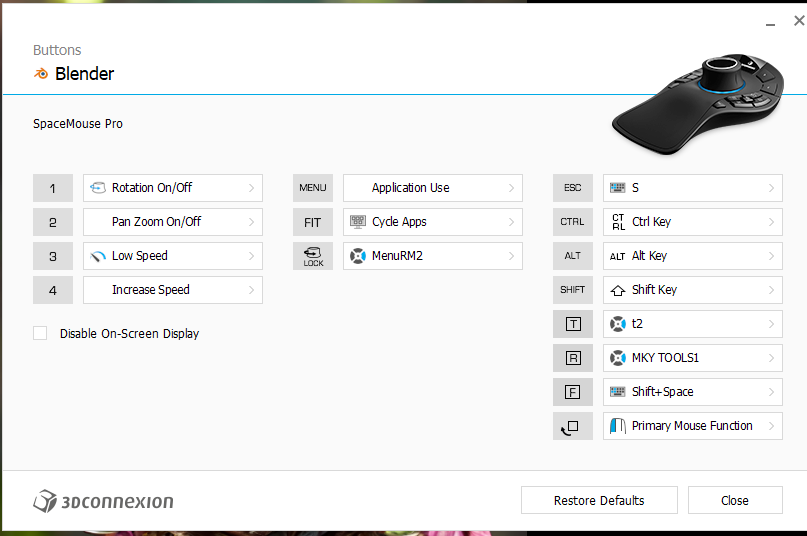 Buttons
Blender
SpaceMouse Pro
1 Rotation On/Off
2 Pan Zoom On/Off
3 Low Speed
4 Increase Speed
Disable On-Screen Display
MENU Application Use
FIT Cycle Apps
LOCK MenuRM2
ESC S
CTRL CT RL Ctrl Key
ALT ALT Alt Key
SHIFT Shift Key
T t2
R MKY TOOLS1
F Shift+Space
Primary Mouse Function
3DCONNEXION
Restore Defaults
Close